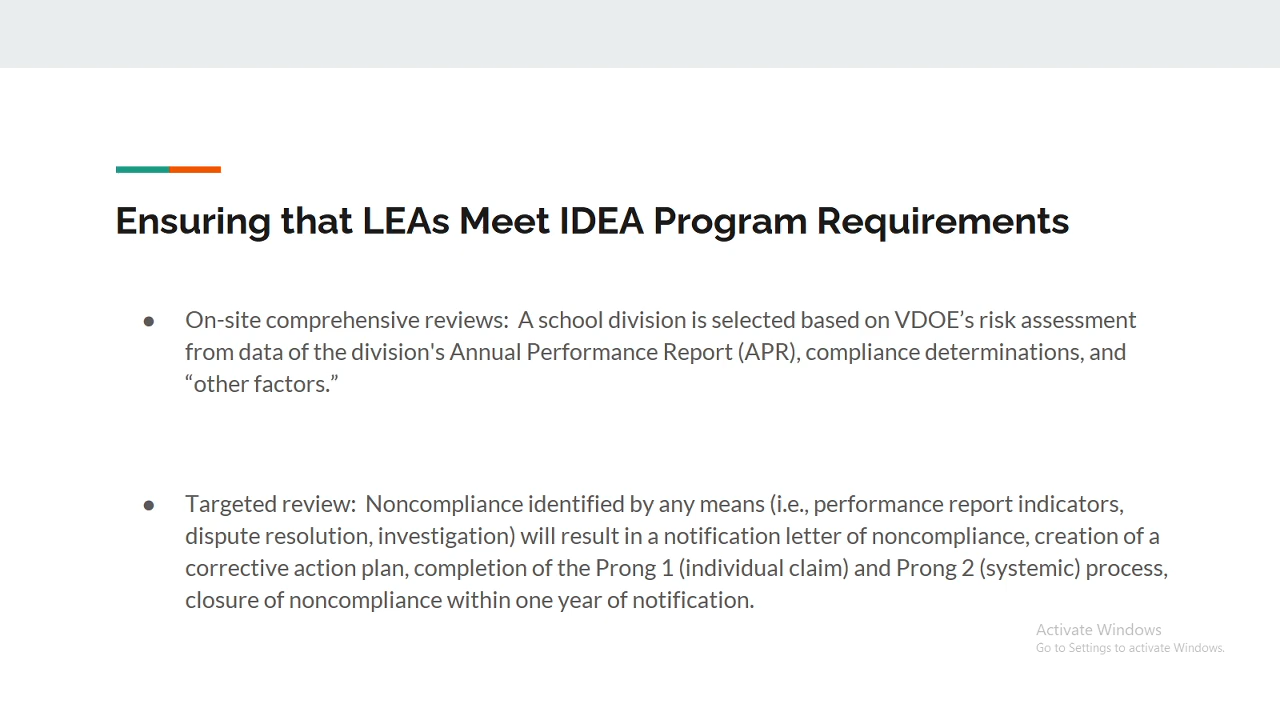 Ensuring that LEAs Meet IDEA Program Requirements
● On-site comprehensive reviews:  A school division is selected based on VDOE’s risk assessment
from data of the division's Annual Performance Report (APR), compliance determinations, and
“other factors.”
● Targeted review:  Noncompliance identified by any means (i.e., performance report indicators,
dispute resolution, investigation) will result in a notification letter of noncompliance, creation of a
corrective action plan, completion of the Prong 1 (individual claim) and Prong 2 (systemic) process,
closure of noncompliance within one year of notification.
Activate Windows
Go to Settings to activate Windows.